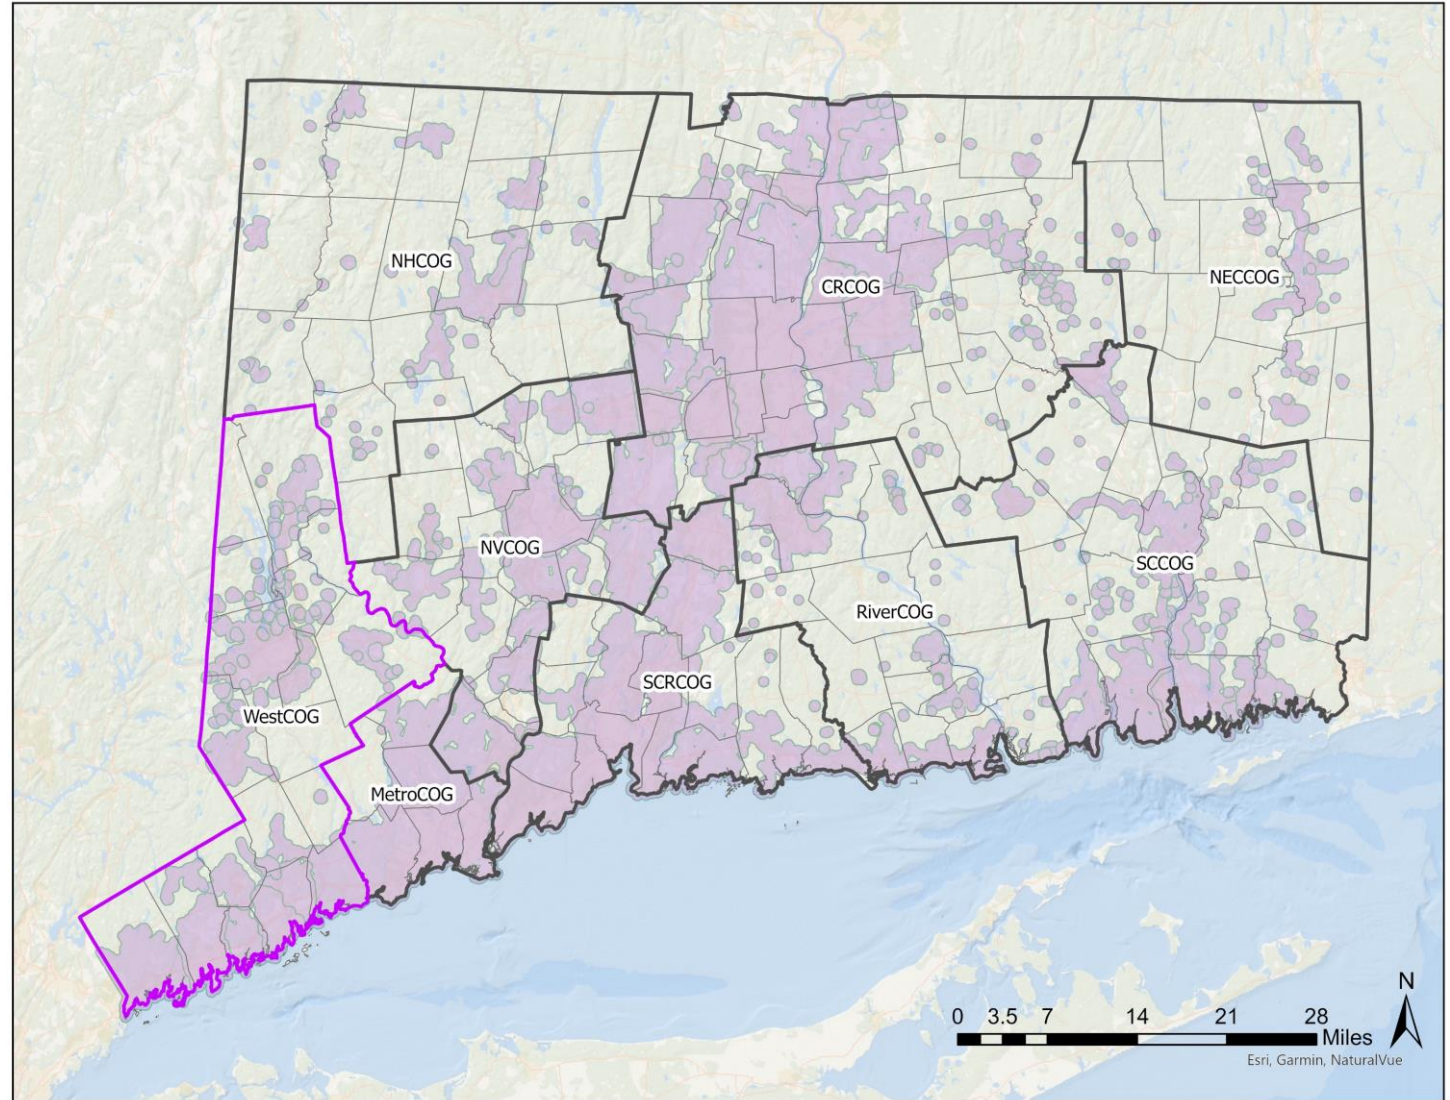 NHCOG
CRCOG
NECCOG
NVCOG
SCCOG
RiverCOG
SCRCOG
WestCOG
MetroCOG
N
0 3.5 7 14 21 28
Miles
Esri, Garmin, NaturalVue